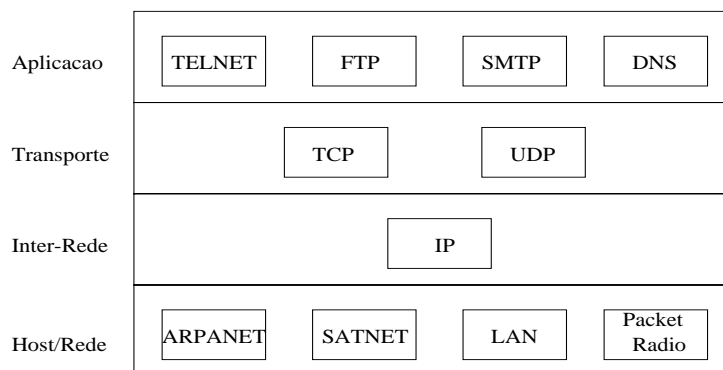 Aplicacao TELNET FTP SMTP DNS
Transporte TCP UDP
Inter-Rede IP
Host/Rede ARPANET SATNET LAN Packet
Radio